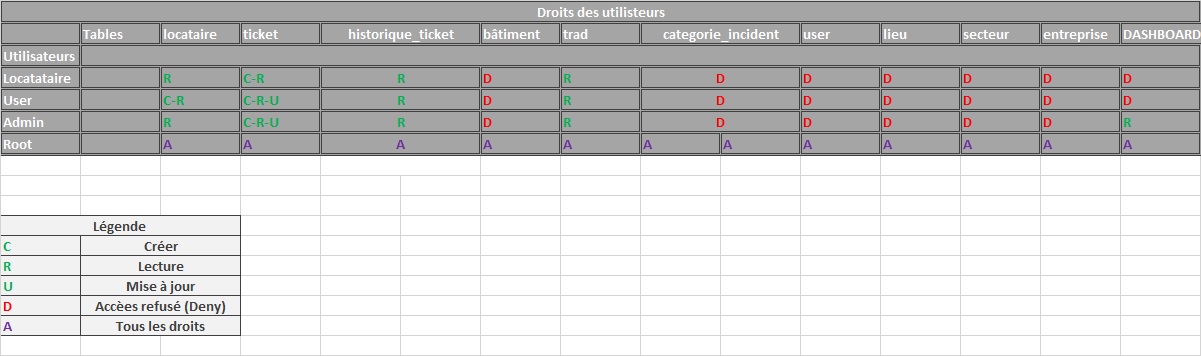 Droits des utilisteurs
Tables locataire ticket historique_ticket bâtiment trad categorie_incident user lieu secteur entreprise DASHBOARD
Utilisateurs
Locatataire R C-R R D R D D D D D D
User C-R C-R-U R D R D D D D D D
Admin R C-R-U R D R D D D D D R
Root A A A A A A A A A A A A
Légende
C Créer
R Lecture
U Mise à jour
D Accèes refusé (Deny)
A Tous les droits